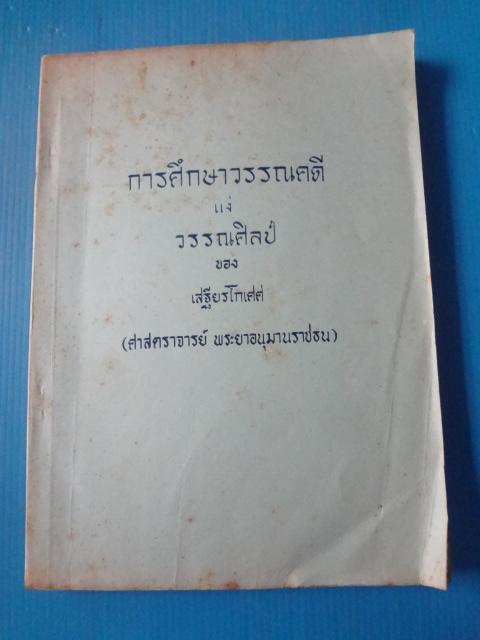 การศึกษาวรรณคดี
แง่
วรรณศิลป์
ของ
เสฐียรโกเศศ
(ศาสตราจารย์ พระยาอนุมานราชธน)